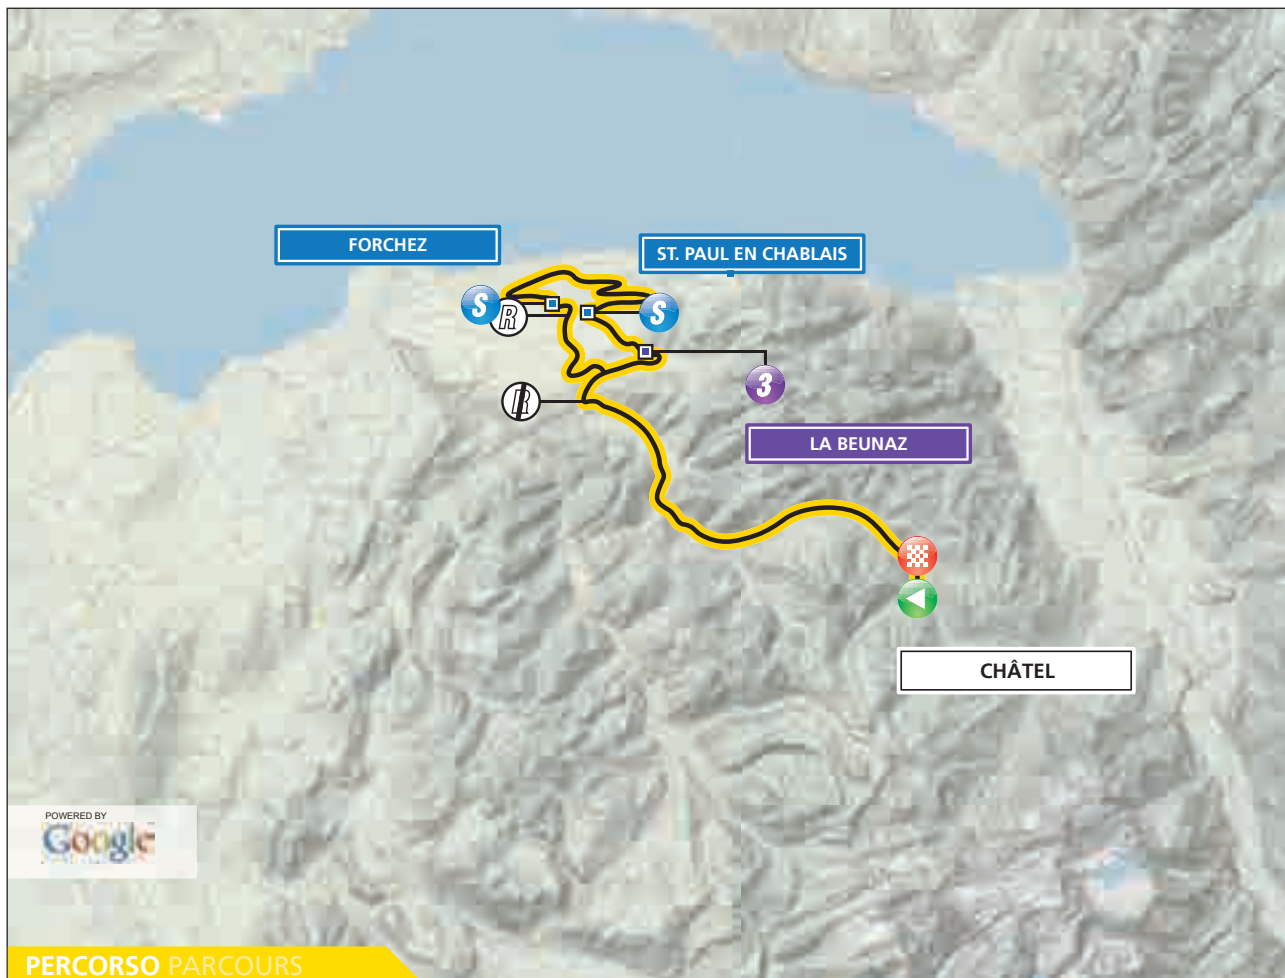 FORCHEZ
ST. PAUL EN CHABLAIS
S
R
S
3
R
LA BEUNAZ
CHÂTEL
POWERED BY
Google
PERCORSO PARCOURS